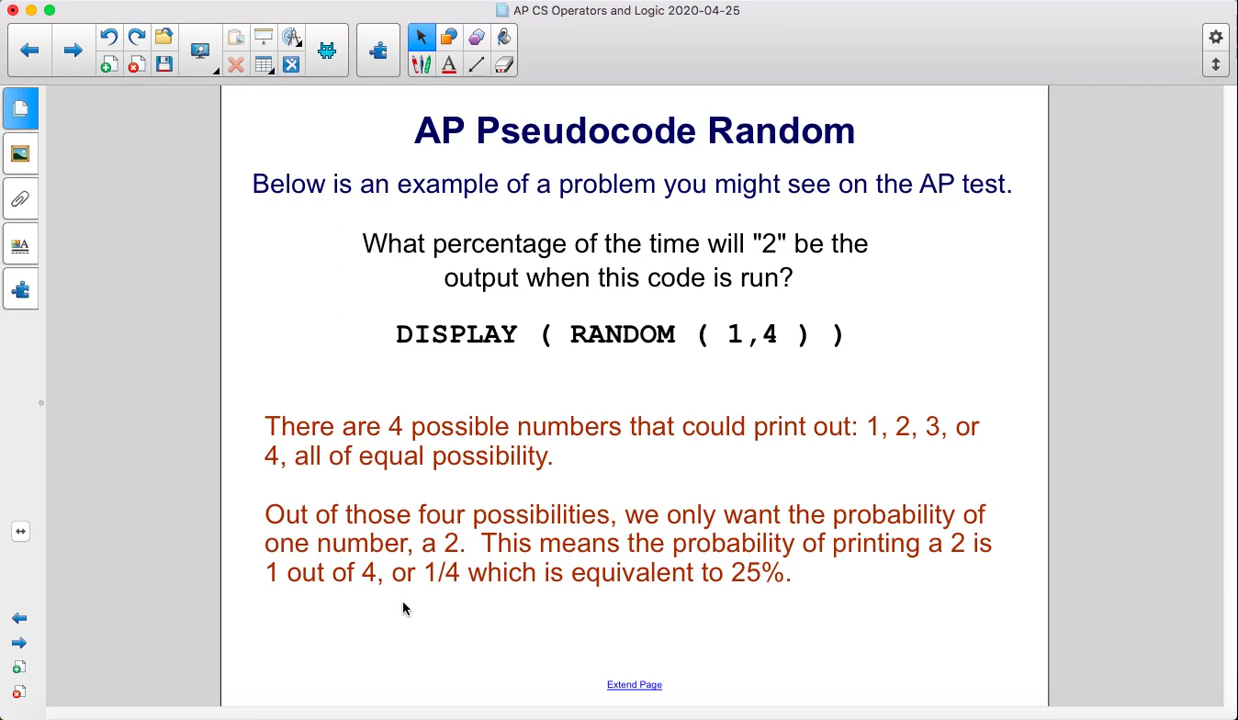 AP CS Operators and Logic 2020-04-25
AP Pseudocode Random
Below is an example of a problem you might see on the AP test.
What percentage of the time will "2" be the
output when this code is run?
DISPLAY ( RANDOM ( 1,4 ) )
There are 4 possible numbers that could print out: 1, 2, 3, or
4, all of equal possibility.
Out of those four possibilities, we only want the probability of
one number, a 2.  This means the probability of printing a 2 is
1 out of 4, or 1/4 which is equivalent to 25%.
Extend Page